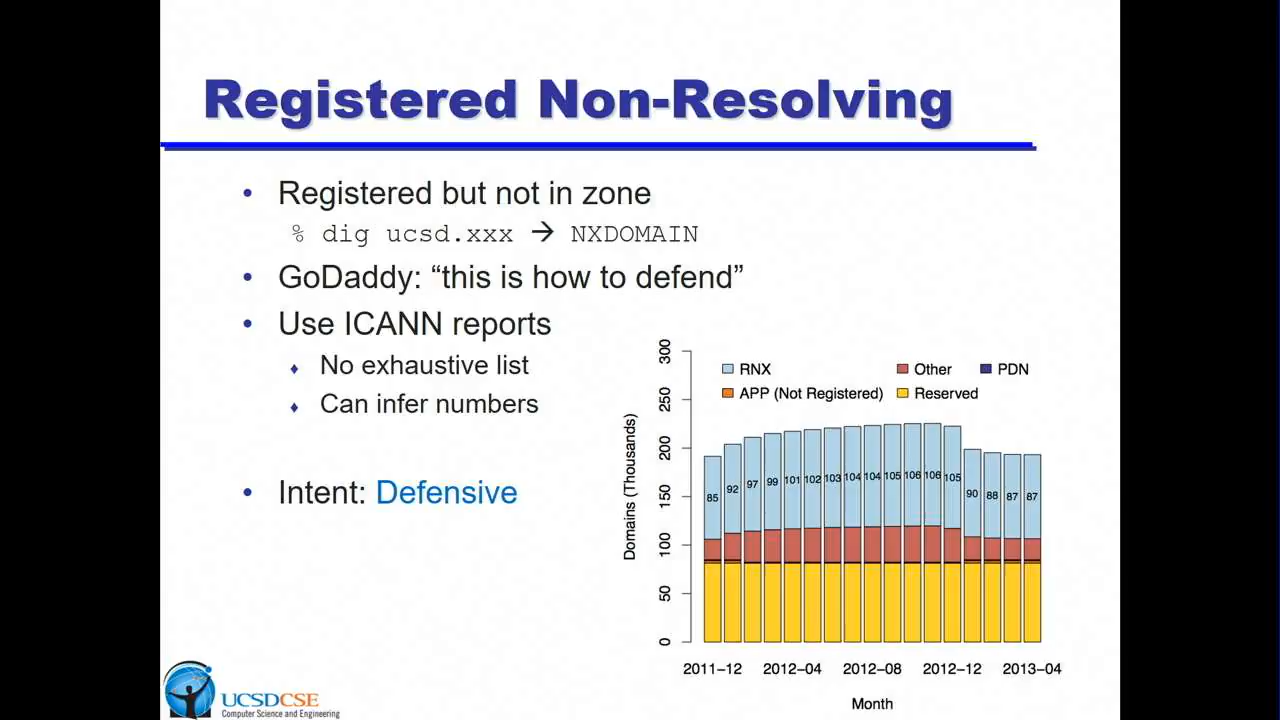 Registered Non-Resolving
• Registered but not in zone
% dig ucsd.xxx → NXDOMAIN
• GoDaddy: “this is how to defend”
• Use ICANN reports
♦ No exhaustive list
♦ Can infer numbers
• Intent: Defensive
RNX Other PDN
APP (Not Registered) Reserved
Domains (Thousands)
300
250
200
150
100
50
0
85 92 97 99 101 102 103 104 104 105 106 106 105 90 88 87 87
2011−12 2012−04 2012−08 2012−12 2013−04
Month
UCSDCSE
Computer Science and Engineering